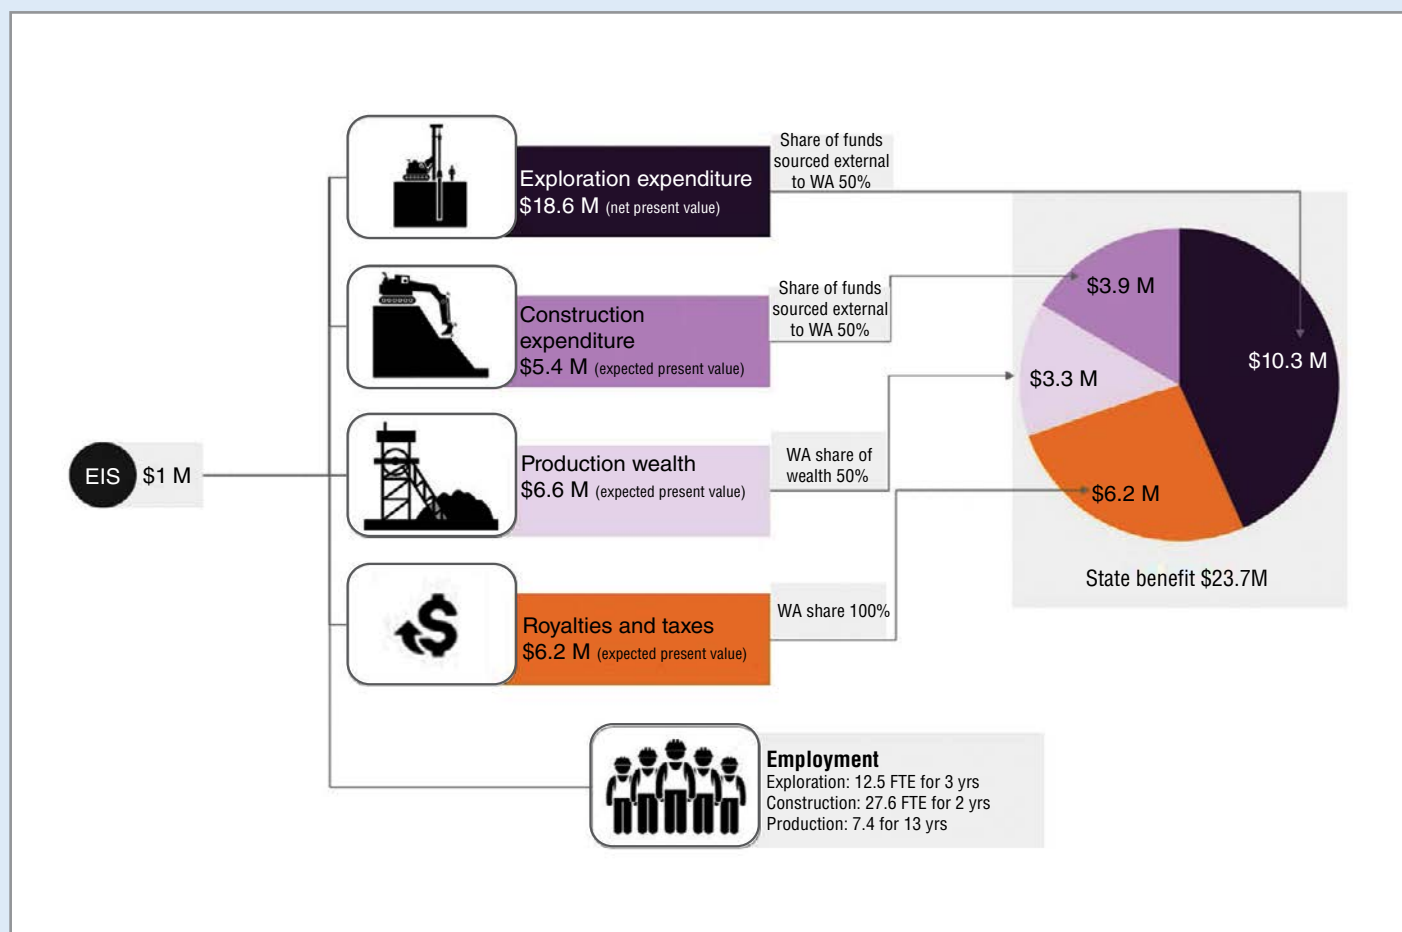 Share of funds
sourced external
to WA 50%
Exploration expenditure
$18.6 M (net present value)
Share of funds
sourced external
to WA 50%
Construction
expenditure
$5.4 M (expected present value)
$3.9 M
$10.3 M
$3.3 M
EIS $1 M
Production wealth
$6.6 M (expected present value)
WA share of
wealth 50%
$6.2 M
State benefit $23.7M
Royalties and taxes
$6.2 M (expected present value)
WA share 100%
Employment
Exploration: 12.5 FTE for 3 yrs
Construction: 27.6 FTE for 2 yrs
Production: 7.4 for 13 yrs